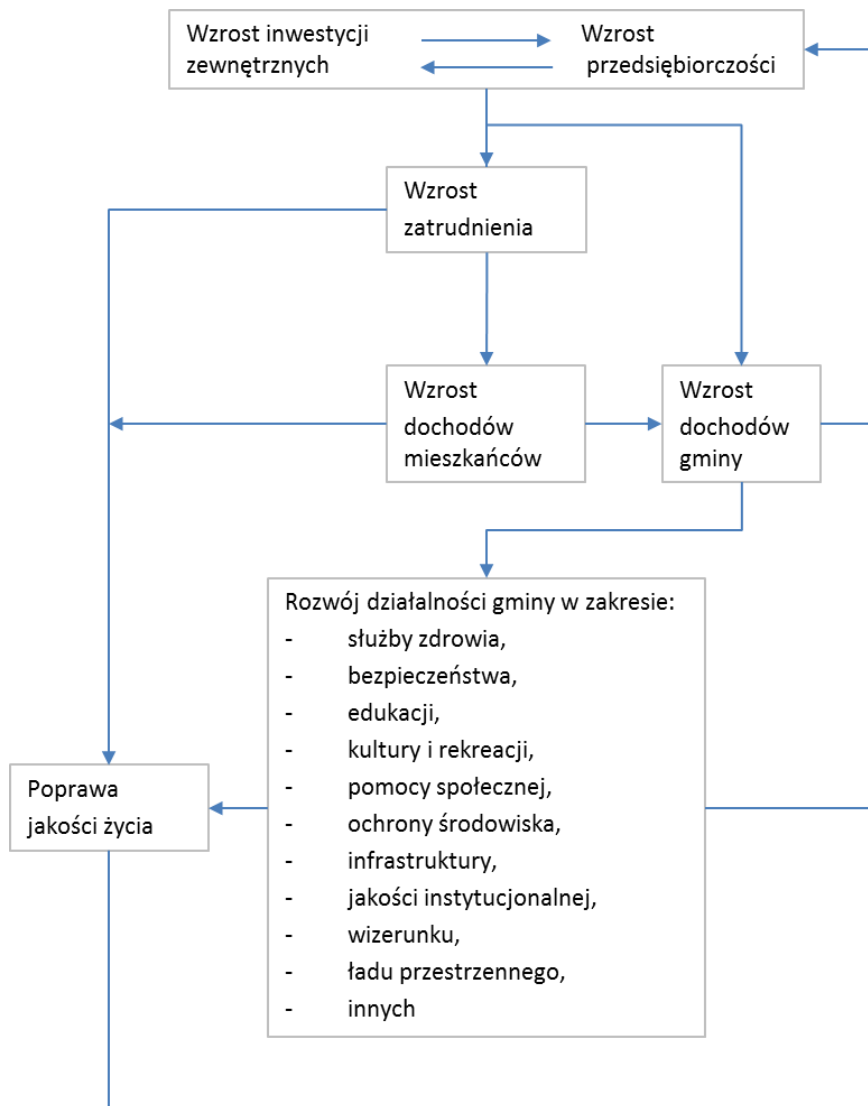 Wzrost inwestycji
zewnętrznych
Wzrost
przedsiębiorczości
Wzrost
zatrudnienia
Wzrost
dochodów
mieszkańców
Wzrost
dochodów
gminy
Rozwój działalności gminy w zakresie:
- służby zdrowia,
- bezpieczeństwa,
- edukacji,
- kultury i rekreacji,
- pomocy społecznej,
- ochrony środowiska,
- infrastruktury,
- jakości instytucjonalnej,
- wizerunku,
- ładu przestrzennego,
- innych
Poprawa
jakości życia